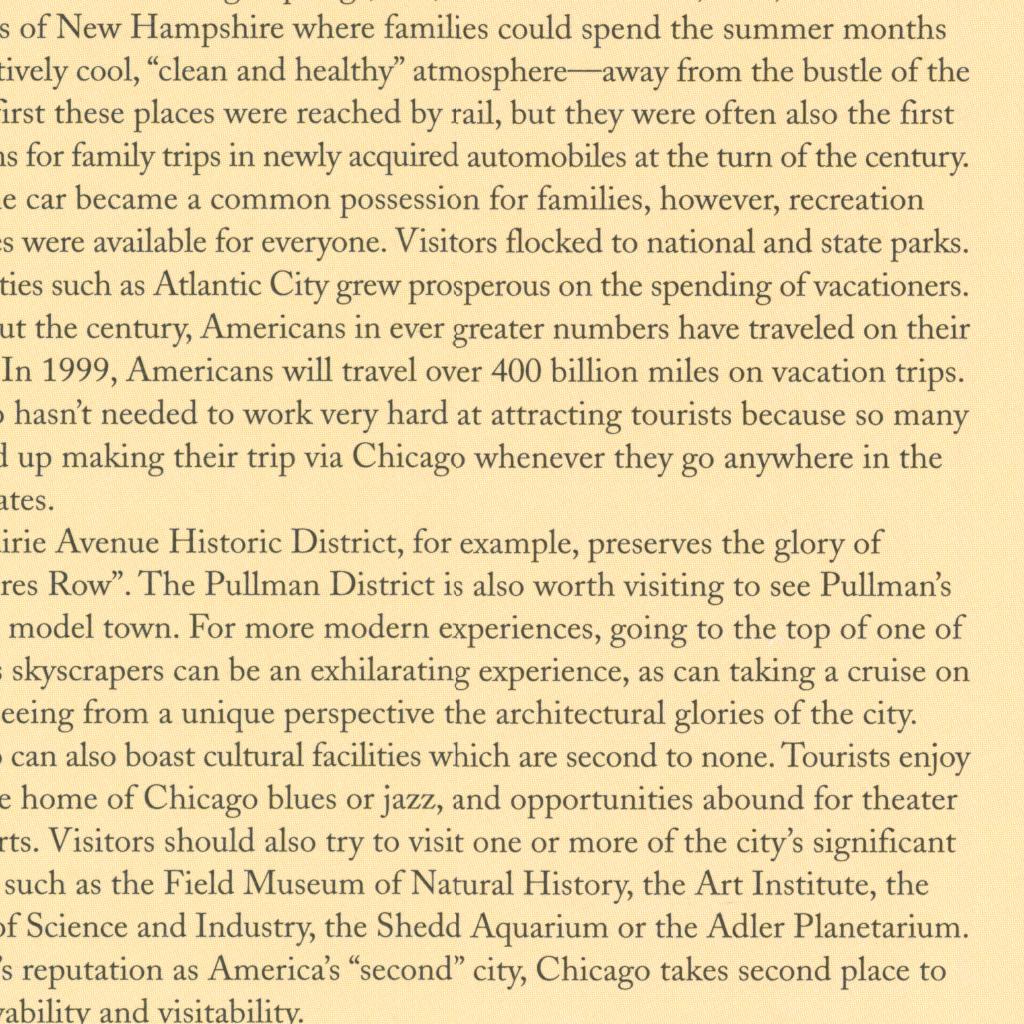 s of New Hampshire where families could spend the summer months
tively cool, “clean and healthy” atmosphere—away from the bustle of the
first these places were reached by rail, but they were often also the first
ns for family trips in newly acquired automobiles at the turn of the century.
e car became a common possession for families, however, recreation
es were available for everyone. Visitors flocked to national and state parks.
ties such as Atlantic City grew prosperous on the spending of vacationers.
ut the century, Americans in ever greater numbers have traveled on their
In 1999, Americans will travel over 400 billion miles on vacation trips.
o hasn’t needed to work very hard at attracting tourists because so many
d up making their trip via Chicago whenever they go anywhere in the
ates.
irie Avenue Historic District, for example, preserves the glory of
res Row”. The Pullman District is also worth visiting to see Pullman’s
model town. For more modern experiences, going to the top of one of
s skyscrapers can be an exhilarating experience, as can taking a cruise on
eeing from a unique perspective the architectural glories of the city.
o can also boast cultural facilities which are second to none. Tourists enjoy
e home of Chicago blues or jazz, and opportunities abound for theater
rts. Visitors should also try to visit one or more of the city’s significant
such as the Field Museum of Natural History, the Art Institute, the
of Science and Industry, the Shedd Aquarium or the Adler Planetarium.
’s reputation as America’s “second” city, Chicago takes second place to
vability and visitability.